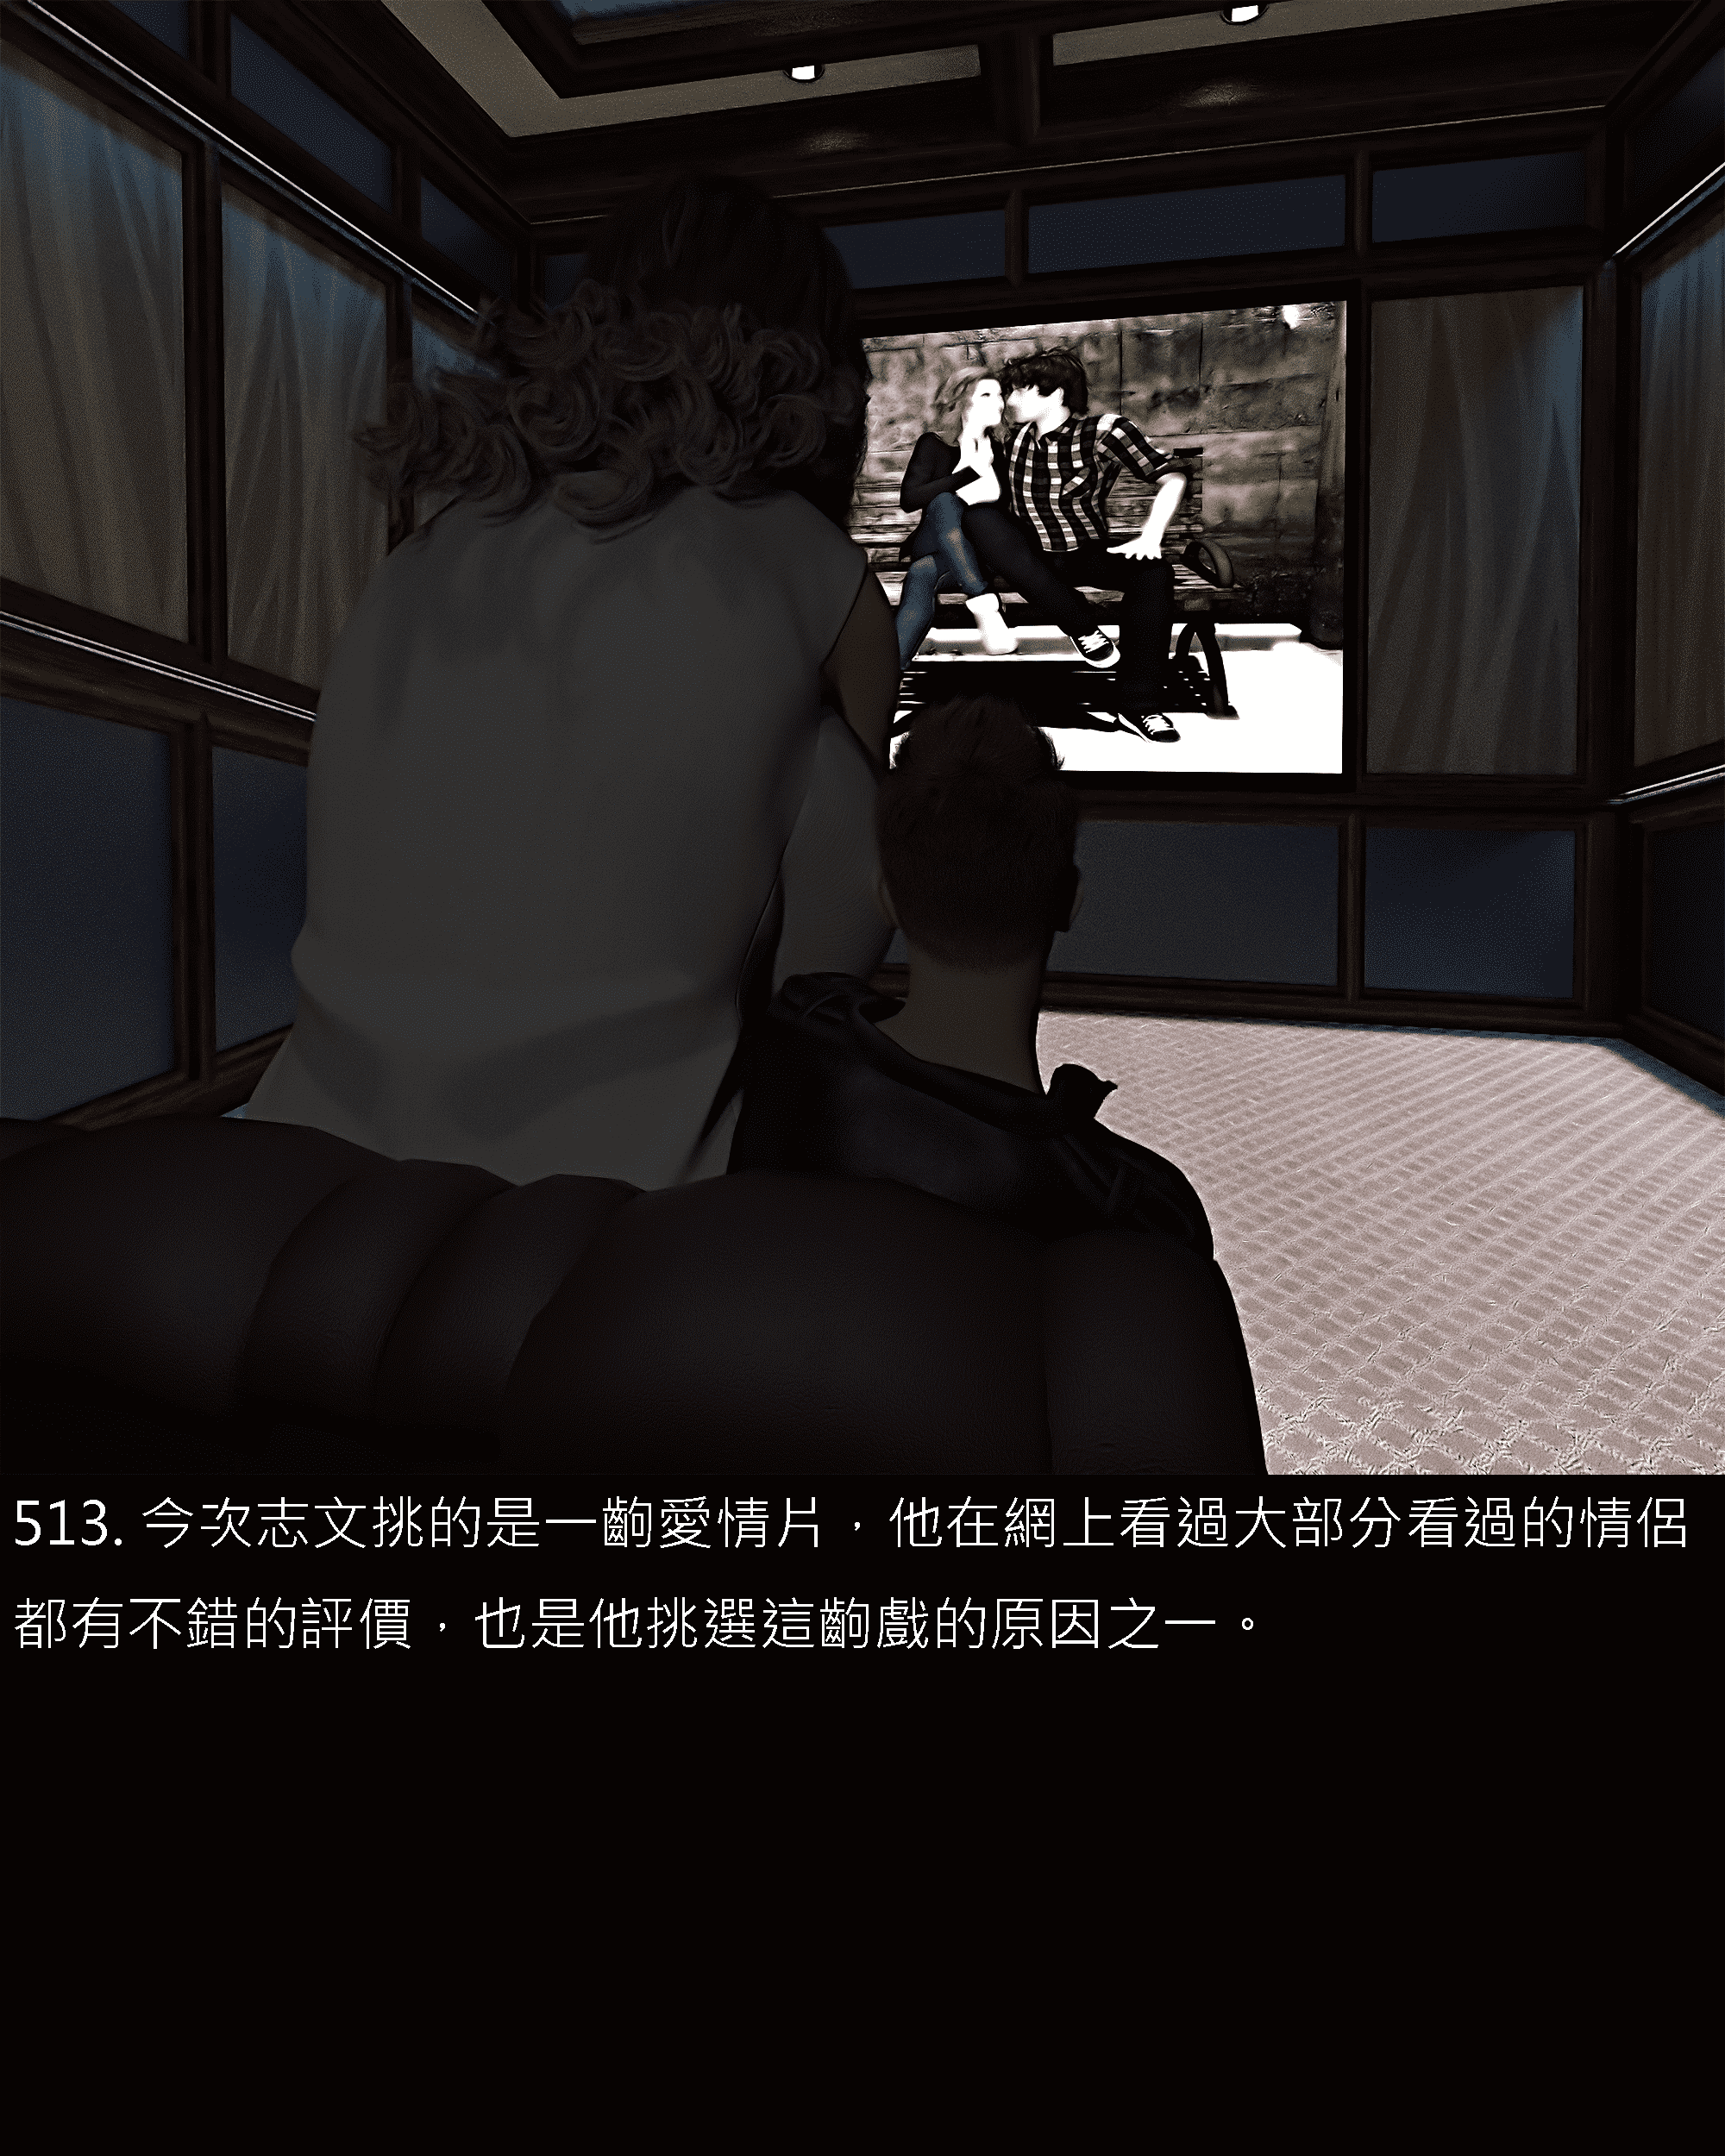 513. 今次志文挑的是一齣愛情片，他在網上看過大部分看過的情侶
都有不錯的評價，也是他挑選這齣戲的原因之一。